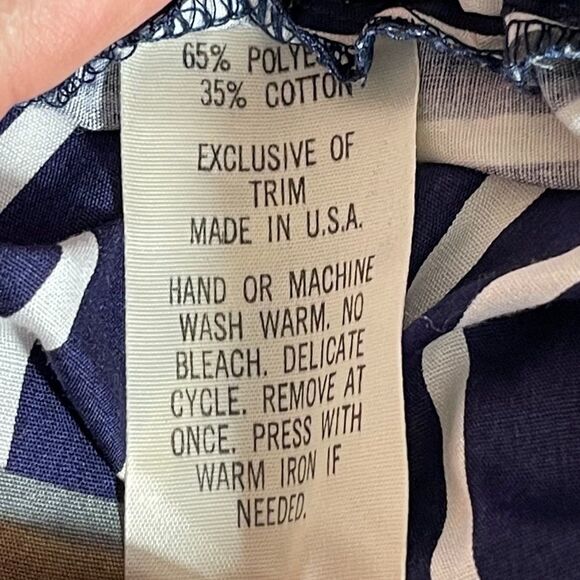 65% POLYE
35% COTTON
EXCLUSIVE OF
TRIM
MADE IN U.S.A.
HAND OR MACHINE
WASH WARM. NO
BLEACH. DELICATE
CYCLE. REMOVE AT
ONCE. PRESS WITH
WARM IRON IF
NEEDED.